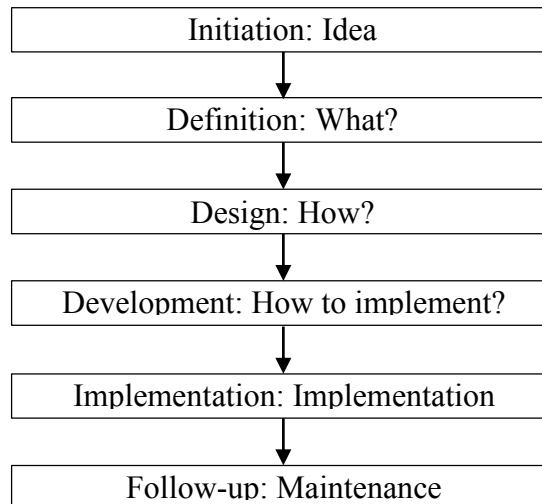 Initiation: Idea
Definition: What?
Design: How?
Development: How to implement?
Implementation: Implementation
Follow-up: Maintenance